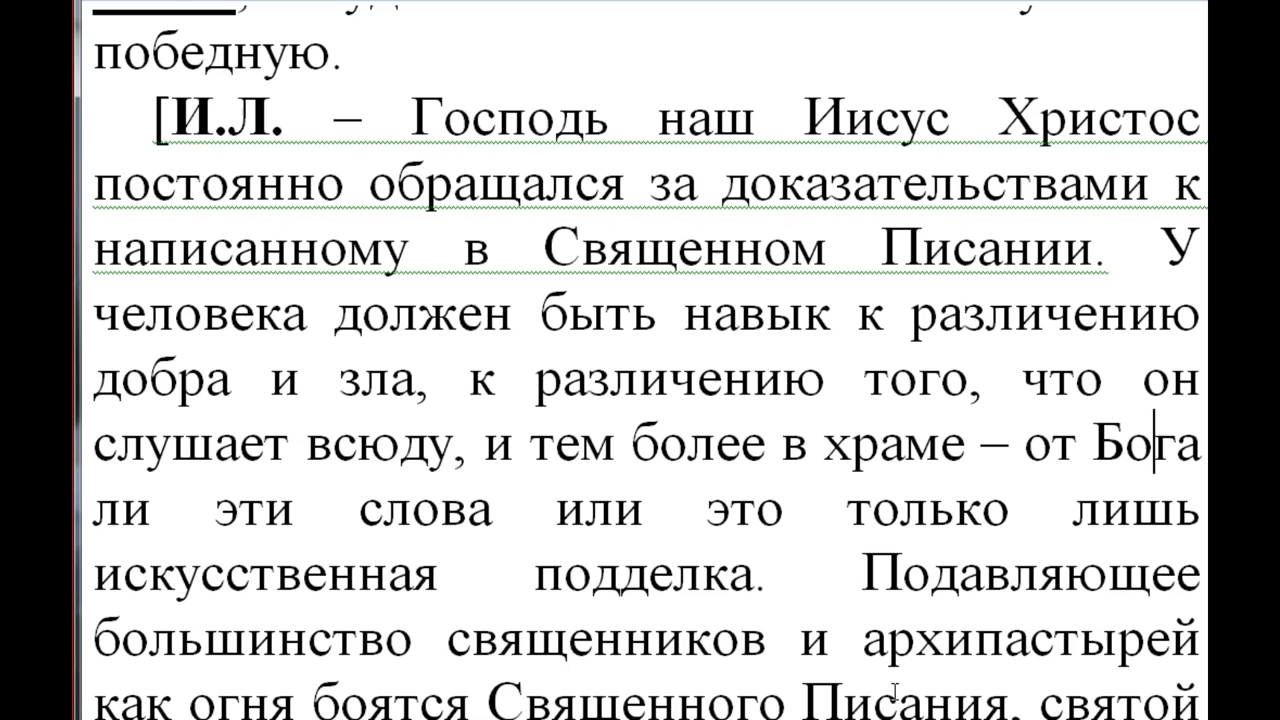 победную.
[И.Л. – Господь наш Иисус Христос
постоянно обращался за доказательствами к
написанному в Священном Писании. У
человека должен быть навык к различению
добра и зла, к различению того, что он
слушает всюду, и тем более в храме – от Бога
ли эти слова или это только лишь
искусственная подделка. Подавляющее
большинство священников и архипастырей
как огня боятся Священного Писания, святой